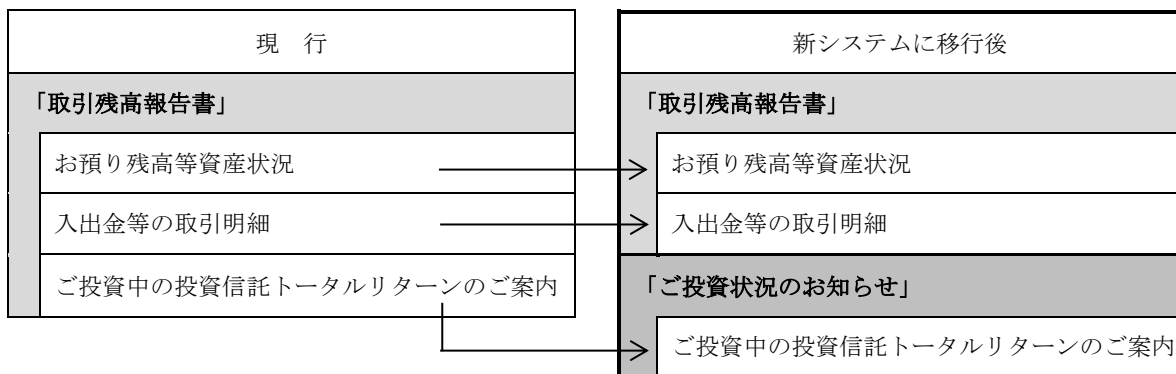 現　行
「取引残高報告書」
お預り残高等資産状況
入出金等の取引明細
ご投資中の投資信託トータルリターンのご案内
新システムに移行後
「取引残高報告書」
お預り残高等資産状況
入出金等の取引明細
「ご投資状況のお知らせ」
ご投資中の投資信託トータルリターンのご案内